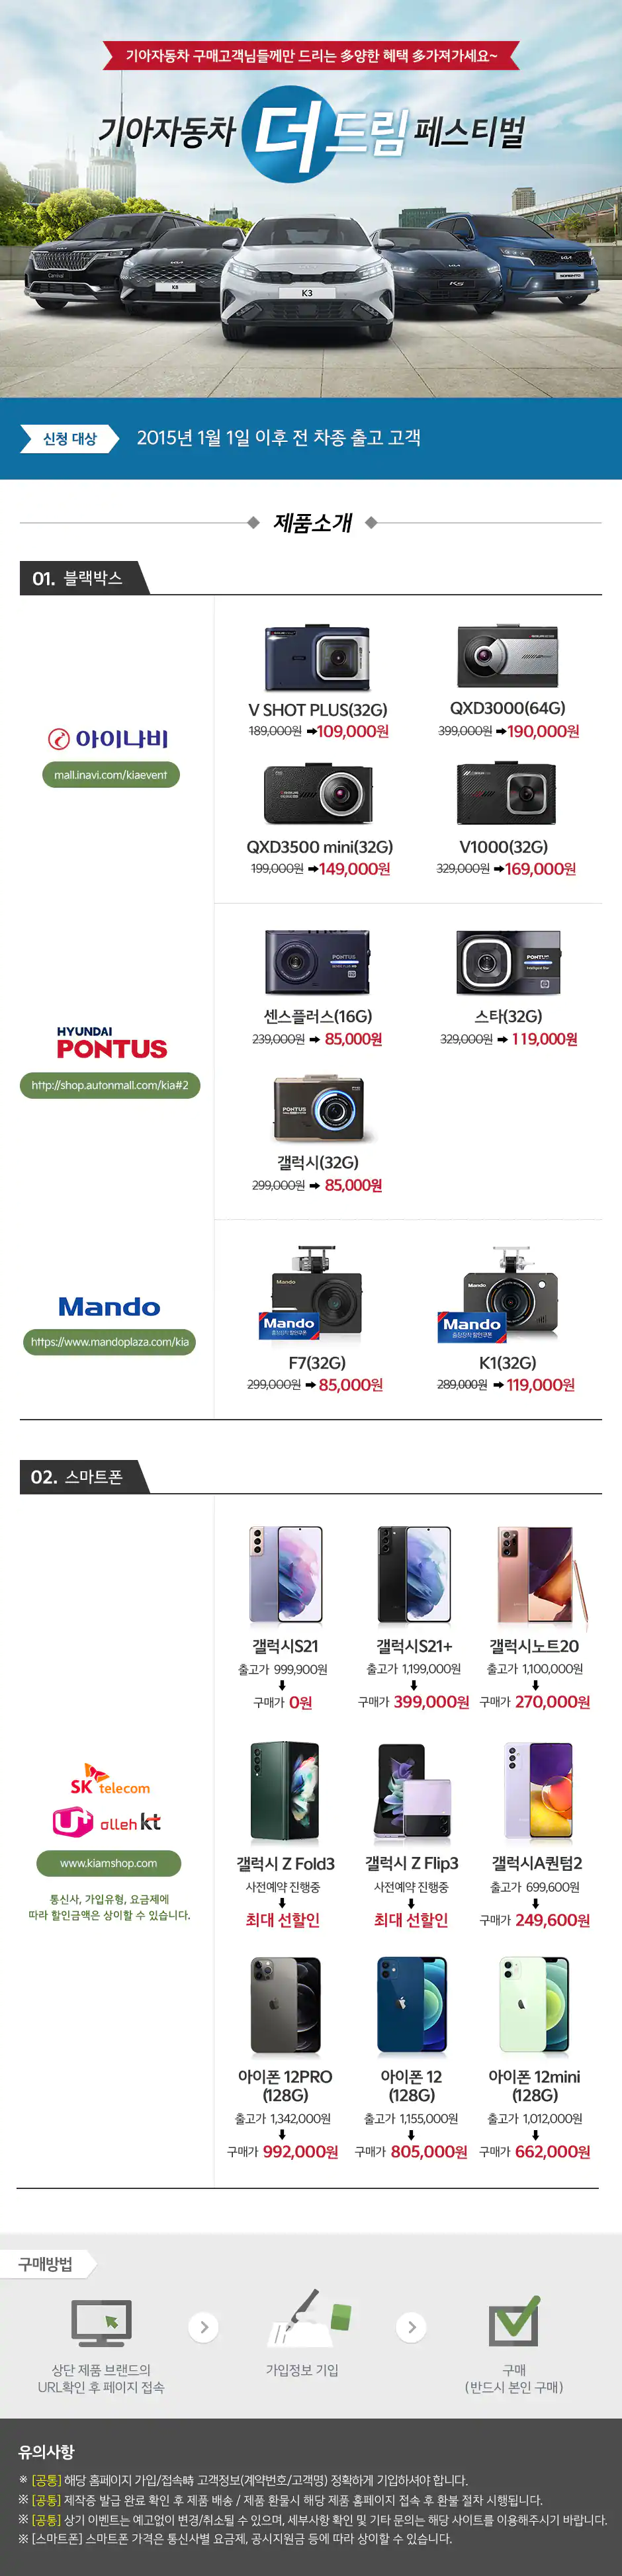 기아자동차 구매고객님들께만 드리는 多양한 혜택 多가져가세요~
기아자동차 더드림 페스티벌
Carnival
K8
K3
K5
SORENTO
신청 대상
2015년 1월 1일 이후 전 차종 출고 고객
제품소개
01. 블랙박스
아이나비
mall.inavi.com/kiaevent
V SHOT PLUS(32G)
189,000원 ➡109,000원
QXD3000(64G)
399,000원 ➡190,000원
QXD3500 mini(32G)
199,000원 ➡149,000원
V1000(32G)
329,000원 ➡169,000원
HYUNDAI
PONTUS
http://shop.autonmall.com/kia#2
PONTUS
센스플러스(16G)
239,000원 ➡ 85,000원
PONTUS
스타(32G)
329,000원 ➡ 119,000원
PONTUS
갤럭시(32G)
299,000원 ➡ 85,000원
Mando
https://www.mandoplaza.com/kia
Mando
Mando
출장장착 할인쿠폰
F7(32G)
299,000원 ➡ 85,000원
Mando
Mando
출장장착 할인쿠폰
K1(32G)
289,000원 ➡ 119,000원
02. 스마트폰
SK telecom
U+ olleh kt
www.kiamshop.com
통신사, 가입유형, 요금제에
따라 할인금액은 상이할 수 있습니다.
갤럭시S21
출고가 999,900원
구매가 0원
갤럭시S21+
출고가 1,199,000원
구매가 399,000원
갤럭시노트20
출고가 1,100,000원
구매가 270,000원
갤럭시 Z Fold3
사전예약 진행중
최대 선할인
갤럭시 Z Flip3
사전예약 진행중
최대 선할인
갤럭시A퀀텀2
출고가 699,600원
구매가 249,600원
아이폰 12PRO
(128G)
출고가 1,342,000원
구매가 992,000원
아이폰 12
(128G)
출고가 1,155,000원
구매가 805,000원
아이폰 12mini
(128G)
출고가 1,012,000원
구매가 662,000원
구매방법
상단 제품 브랜드의
URL확인 후 페이지 접속
가입정보 기입
구매
(반드시 본인 구매)
유의사항
※ [공통] 해당 홈페이지 가입/접속時 고객정보(계약번호/고객명) 정확하게 기입하셔야 합니다.
※ [공통] 제작증 발급 완료 확인 후 제품 배송 / 제품 환불시 해당 제품 홈페이지 접속 후 환불 절차 시행됩니다.
※ [공통] 상기 이벤트는 예고없이 변경/취소될 수 있으며, 세부사항 확인 및 기타 문의는 해당 사이트를 이용해주시기 바랍니다.
※ [스마트폰] 스마트폰 가격은 통신사별 요금제, 공시지원금 등에 따라 상이할 수 있습니다.